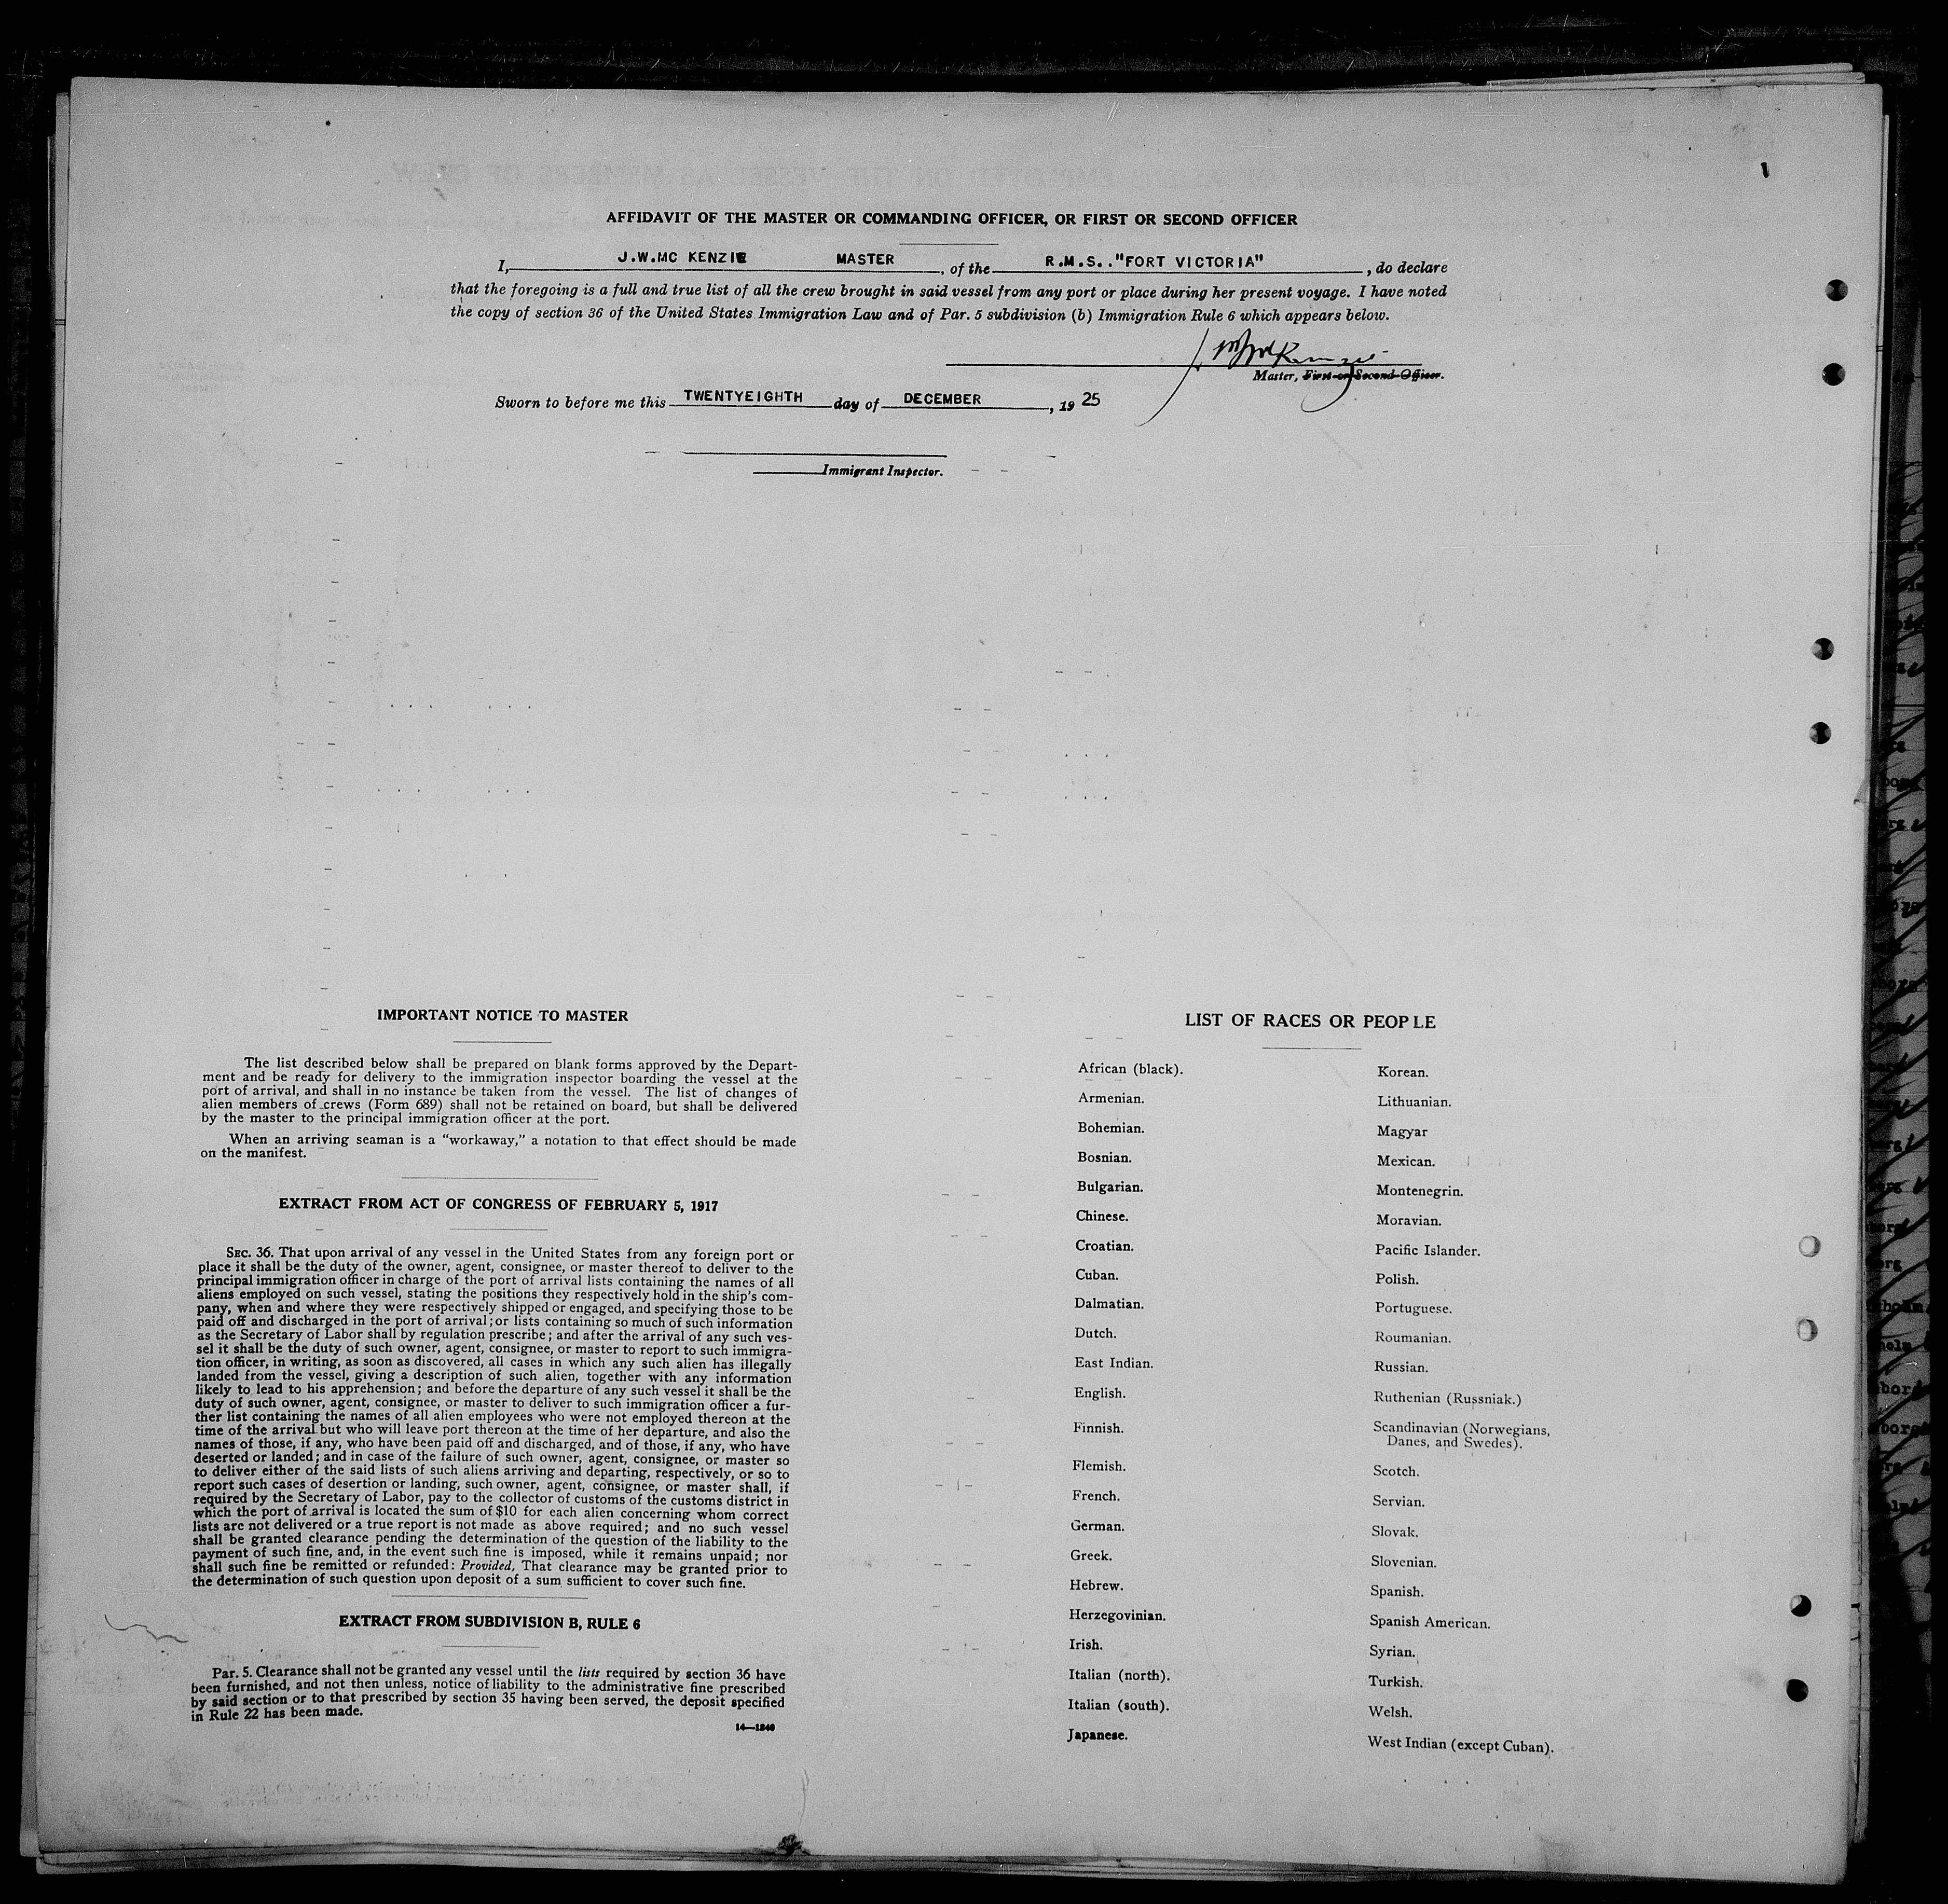 AFFIDAVIT OF THE MASTER OR COMMANDING OFFICER, OR FIRST OR SECOND OFFICER
I, J.W.MC KENZIE MASTER, of the R.M.S.."FORT VICTORIA", do declare
that the foregoing is a full and true list of all the crew brought in said vessel from any port or place during her present voyage. I have noted
the copy of section 36 of the United States Immigration Law and of Par. 5 subdivision (b) Immigration Rule 6 which appears below.
J W McKenzie
Master, First or Second Officer.
Sworn to before me this TWENTYEIGHTH day of DECEMBER, 19 25
Immigrant Inspector.
IMPORTANT NOTICE TO MASTER
The list described below shall be prepared on blank forms approved by the Depart-
ment and be ready for delivery to the immigration inspector boarding the vessel at the
port of arrival, and shall in no instance be taken from the vessel. The list of changes of
alien members of crews (Form 689) shall not be retained on board, but shall be delivered
by the master to the principal immigration officer at the port.
When an arriving seaman is a "workaway," a notation to that effect should be made
on the manifest.
EXTRACT FROM ACT OF CONGRESS OF FEBRUARY 5, 1917
SEC. 36. That upon arrival of any vessel in the United States from any foreign port or
place it shall be the duty of the owner, agent, consignee, or master thereof to deliver to the
principal immigration officer in charge of the port of arrival lists containing the names of all
aliens employed on such vessel, stating the positions they respectively hold in the ship's com-
pany, when and where they were respectively shipped or engaged, and specifying those to be
paid off and discharged in the port of arrival; or lists containing so much of such information
as the Secretary of Labor shall by regulation prescribe; and after the arrival of any such ves-
sel it shall be the duty of such owner, agent, consignee, or master to report to such immigra-
tion officer, in writing, as soon as discovered, all cases in which any such alien has illegally
landed from the vessel, giving a description of such alien, together with any information
likely to lead to his apprehension; and before the departure of any such vessel it shall be the
duty of such owner, agent, consignee, or master to deliver to such immigration officer a fur-
ther list containing the names of all alien employees who were not employed thereon at the
time of the arrival but who will leave port thereon at the time of her departure, and also the
names of those, if any, who have been paid off and discharged, and of those, if any, who have
deserted or landed; and in case of the failure of such owner, agent, consignee, or master so
to deliver either of the said lists of such aliens arriving and departing, respectively, or so to
report such cases of desertion or landing, such owner, agent, consignee, or master shall, if
required by the Secretary of Labor, pay to the collector of customs of the customs district in
which the port of arrival is located the sum of $10 for each alien concerning whom correct
lists are not delivered or a true report is not made as above required; and no such vessel
shall be granted clearance pending the determination of the question of the liability to the
payment of such fine, and, in the event such fine is imposed, while it remains unpaid; nor
shall such fine be remitted or refunded: Provided, That clearance may be granted prior to
the determination of such question upon deposit of a sum sufficient to cover such fine.
EXTRACT FROM SUBDIVISION B, RULE 6
Par. 5. Clearance shall not be granted any vessel until the lists required by section 36 have
been furnished, and not then unless, notice of liability to the administrative fine prescribed
by said section or to that prescribed by section 35 having been served, the deposit specified
in Rule 22 has been made.
14—1240
LIST OF RACES OR PEOPLE
African (black).
Armenian.
Bohemian.
Bosnian.
Bulgarian.
Chinese.
Croatian.
Cuban.
Dalmatian.
Dutch.
East Indian.
English.
Finnish.
Flemish.
French.
German.
Greek.
Hebrew.
Herzegovinian.
Irish.
Italian (north).
Italian (south).
Japanese.
Korean.
Lithuanian.
Magyar
Mexican.
Montenegrin.
Moravian.
Pacific Islander.
Polish.
Portuguese.
Roumanian.
Russian.
Ruthenian (Russniak.)
Scandinavian (Norwegians,
Danes, and Swedes).
Scotch.
Servian.
Slovak.
Slovenian.
Spanish.
Spanish American.
Syrian.
Turkish.
Welsh.
West Indian (except Cuban).